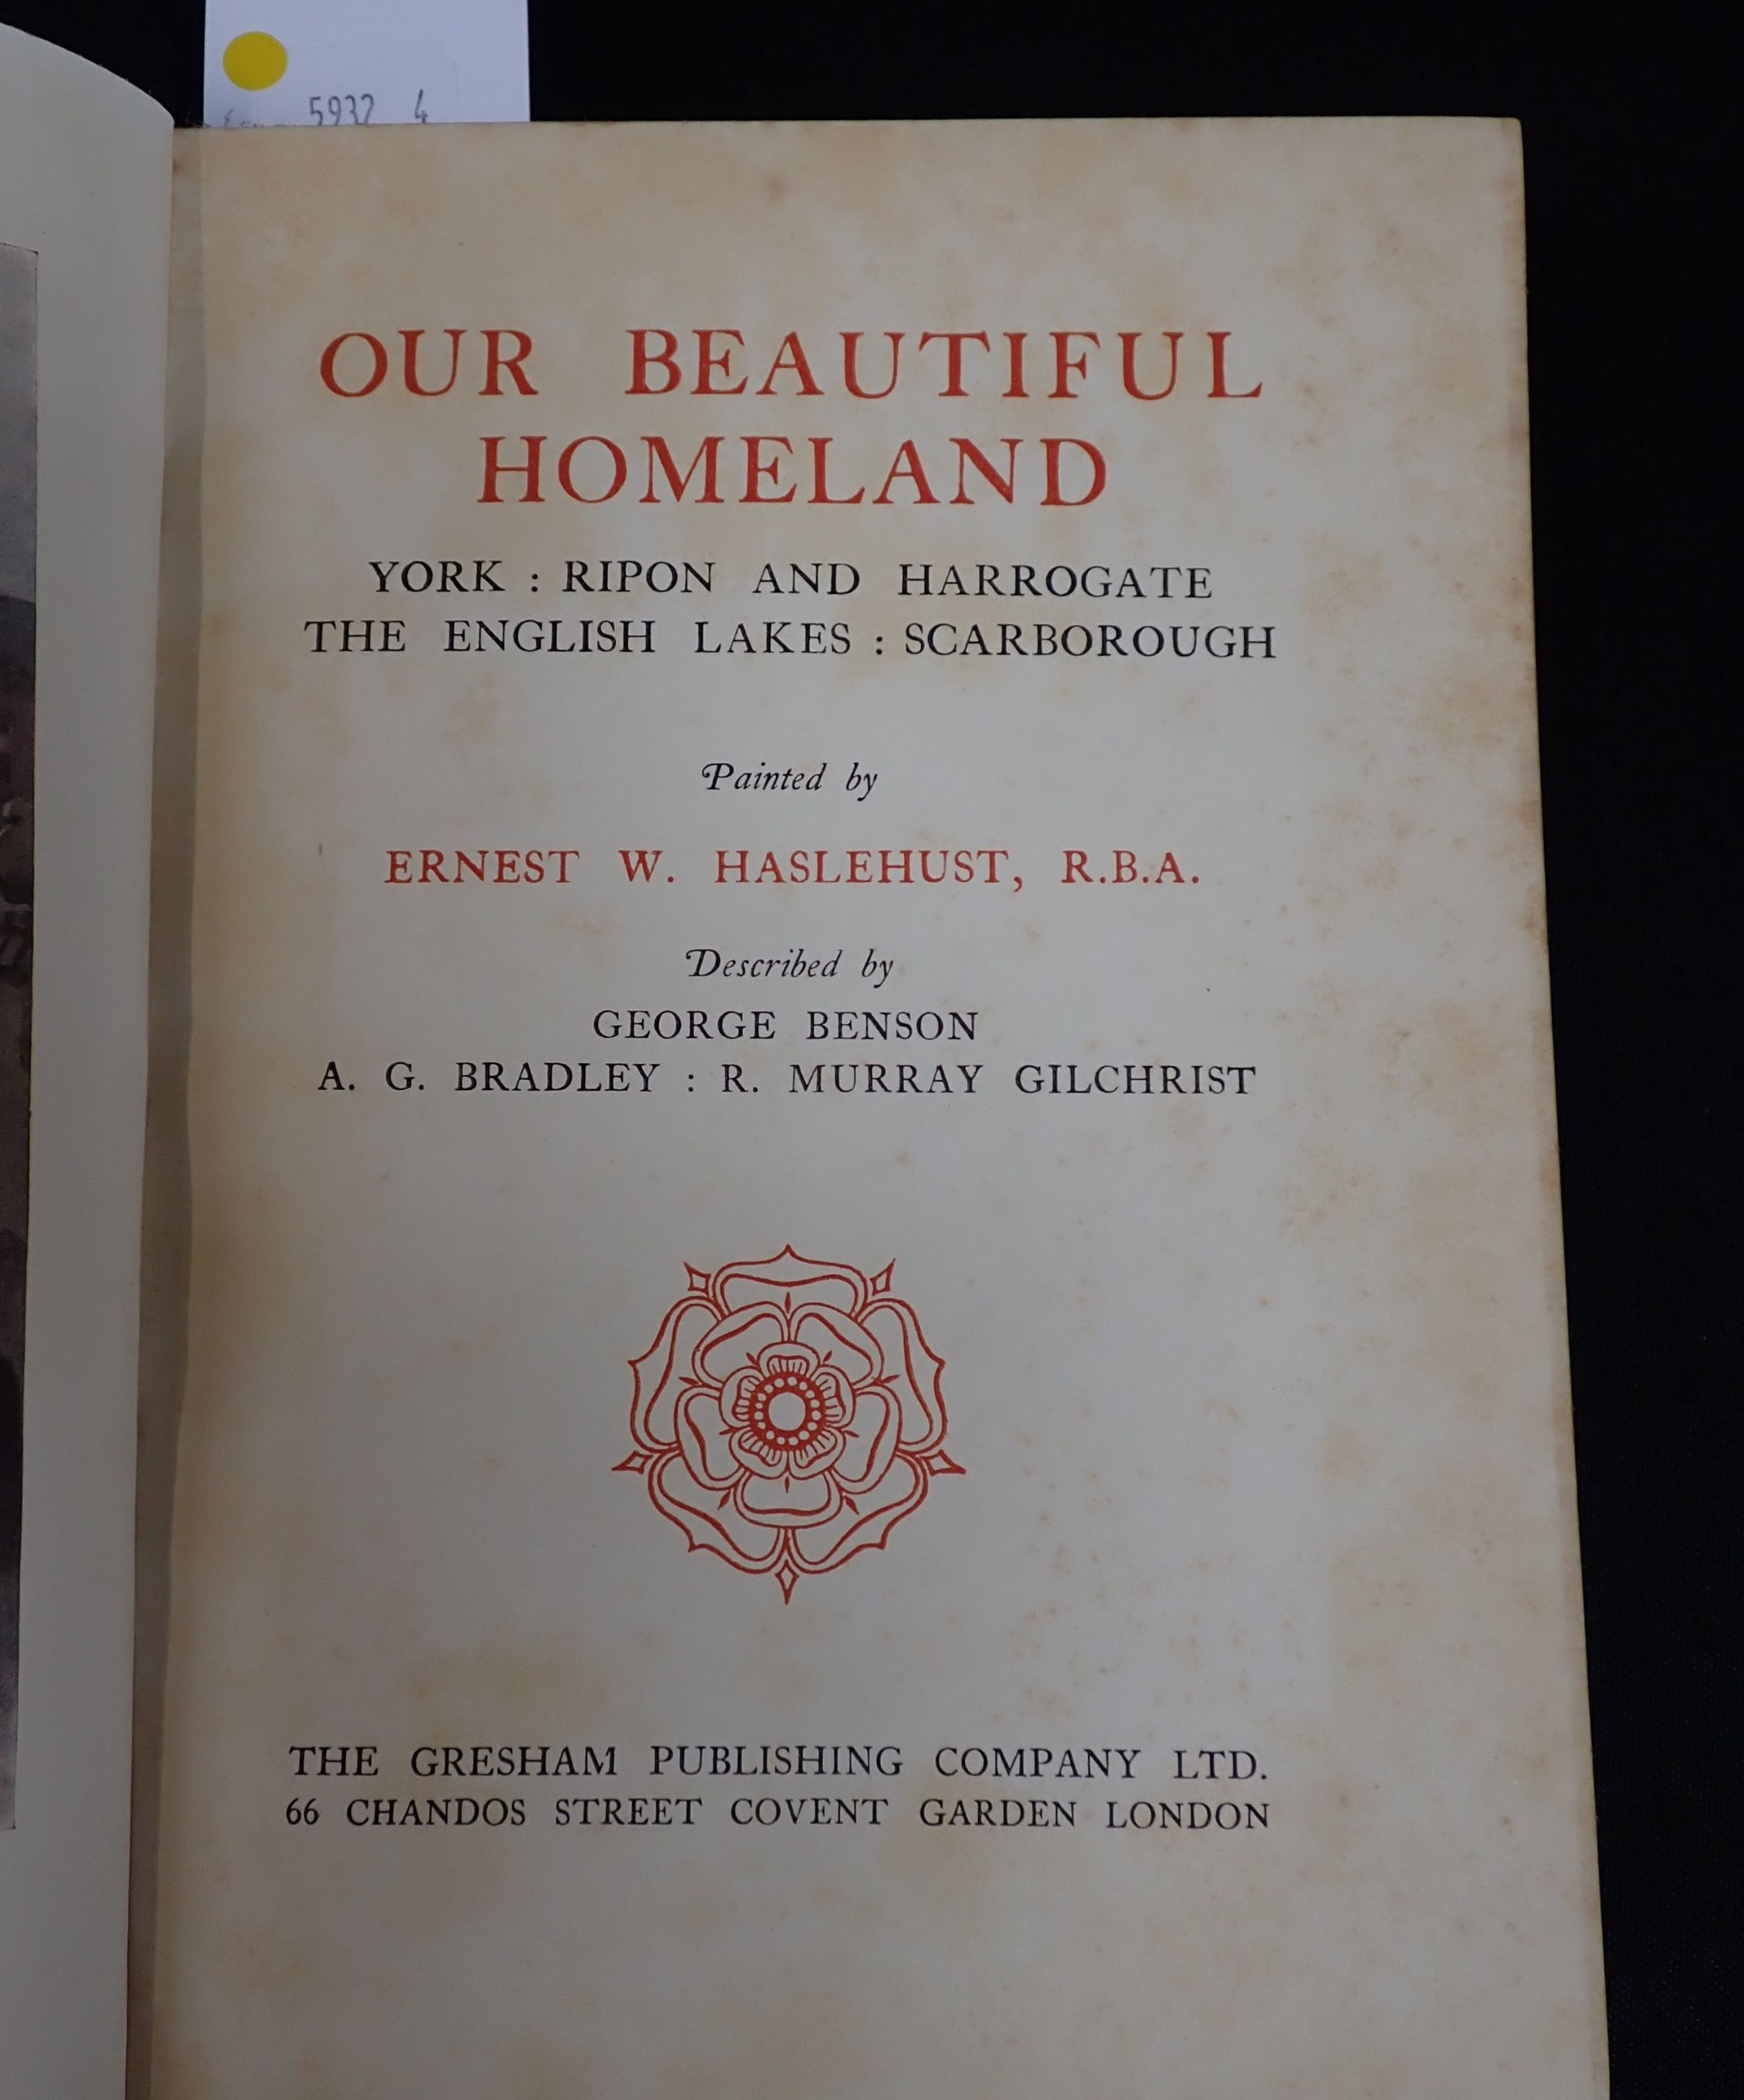 5932 4
OUR BEAUTIFUL
HOMELAND
YORK : RIPON AND HARROGATE
THE ENGLISH LAKES : SCARBOROUGH
Painted by
ERNEST W. HASLEHUST, R.B.A.
Described by
GEORGE BENSON
A. G. BRADLEY : R. MURRAY GILCHRIST
THE GRESHAM PUBLISHING COMPANY LTD.
66 CHANDOS STREET COVENT GARDEN LONDON